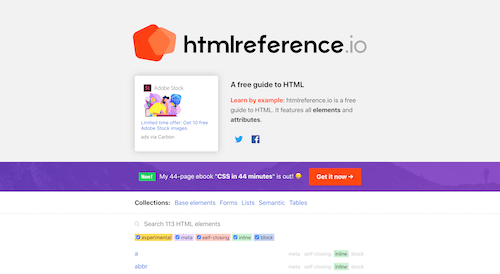 htmlreference.io
Adobe Stock
Limited time offer: Get 10 free
Adobe Stock images.
ads via Carbon
A free guide to HTML
Learn by example: htmlreference.io is a free
guide to HTML. It features all elements and
attributes.
New! My 44-page ebook "CSS in 44 minutes" is out! Get it now →
Collections: Base elements Forms Lists Semantic Tables
Search 113 HTML elements
experimental meta self-closing inline block
a meta self-closing inline block
abbr meta self-closing inline block